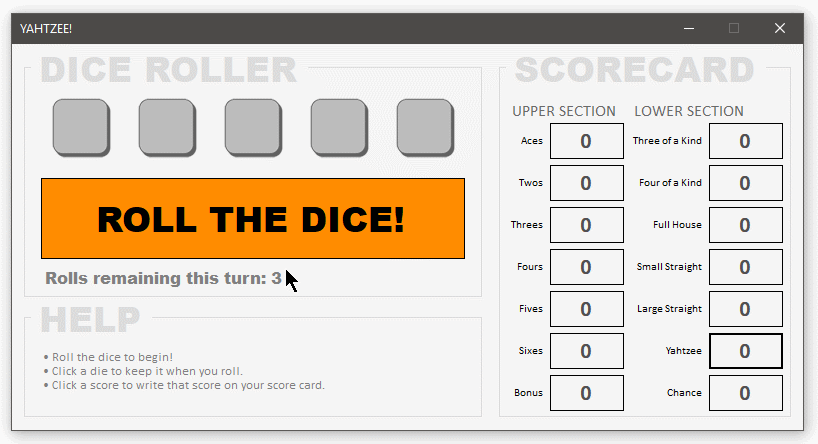 YAHTZEE!
DICE ROLLER
ROLL THE DICE!
Rolls remaining this turn: 3
HELP
• Roll the dice to begin!
• Click a die to keep it when you roll.
• Click a score to write that score on your score card.
SCORECARD
UPPER SECTION LOWER SECTION
Aces 0 Three of a Kind 0
Twos 0 Four of a Kind 0
Threes 0 Full House 0
Fours 0 Small Straight 0
Fives 0 Large Straight 0
Sixes 0 Yahtzee 0
Bonus 0 Chance 0